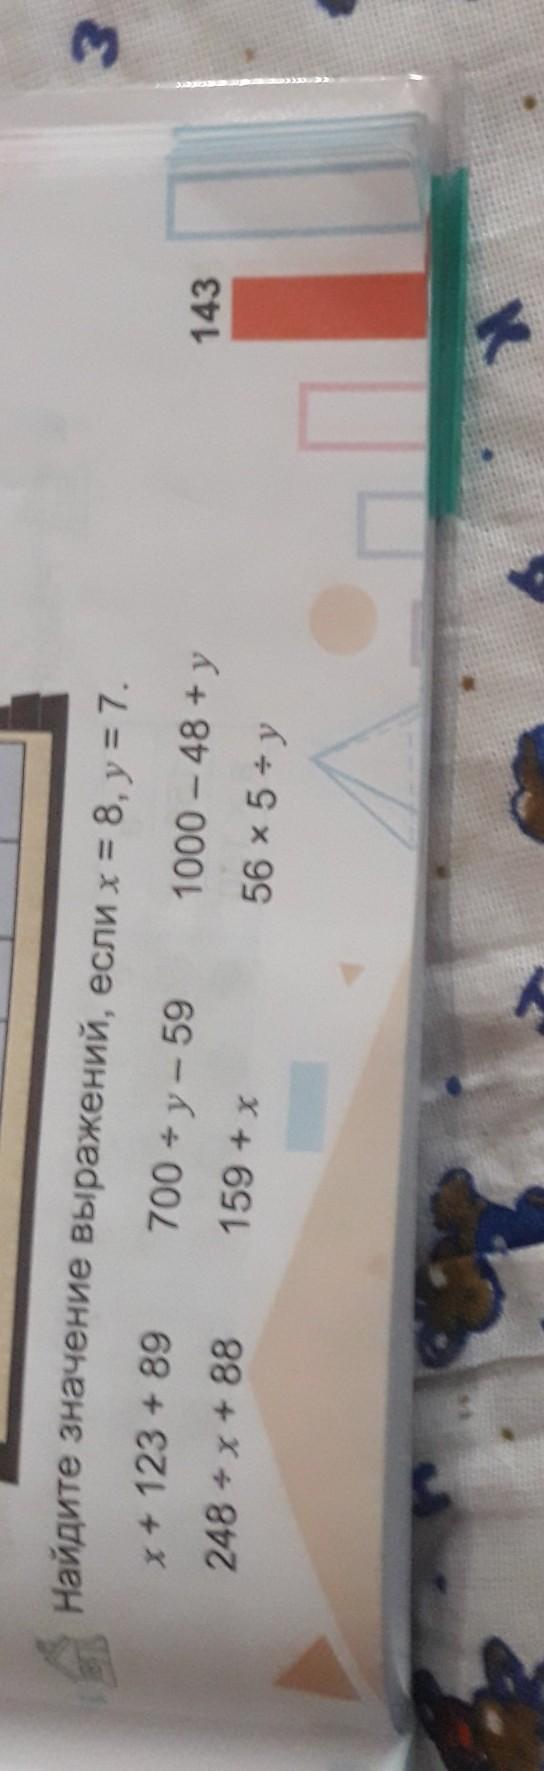 Найдите значение выражений, если x = 8, y = 7.
x + 123 + 89 700 ÷ y – 59 1000 – 48 + y
248 ÷ x + 88 159 + x 56 × 5 ÷ y
143